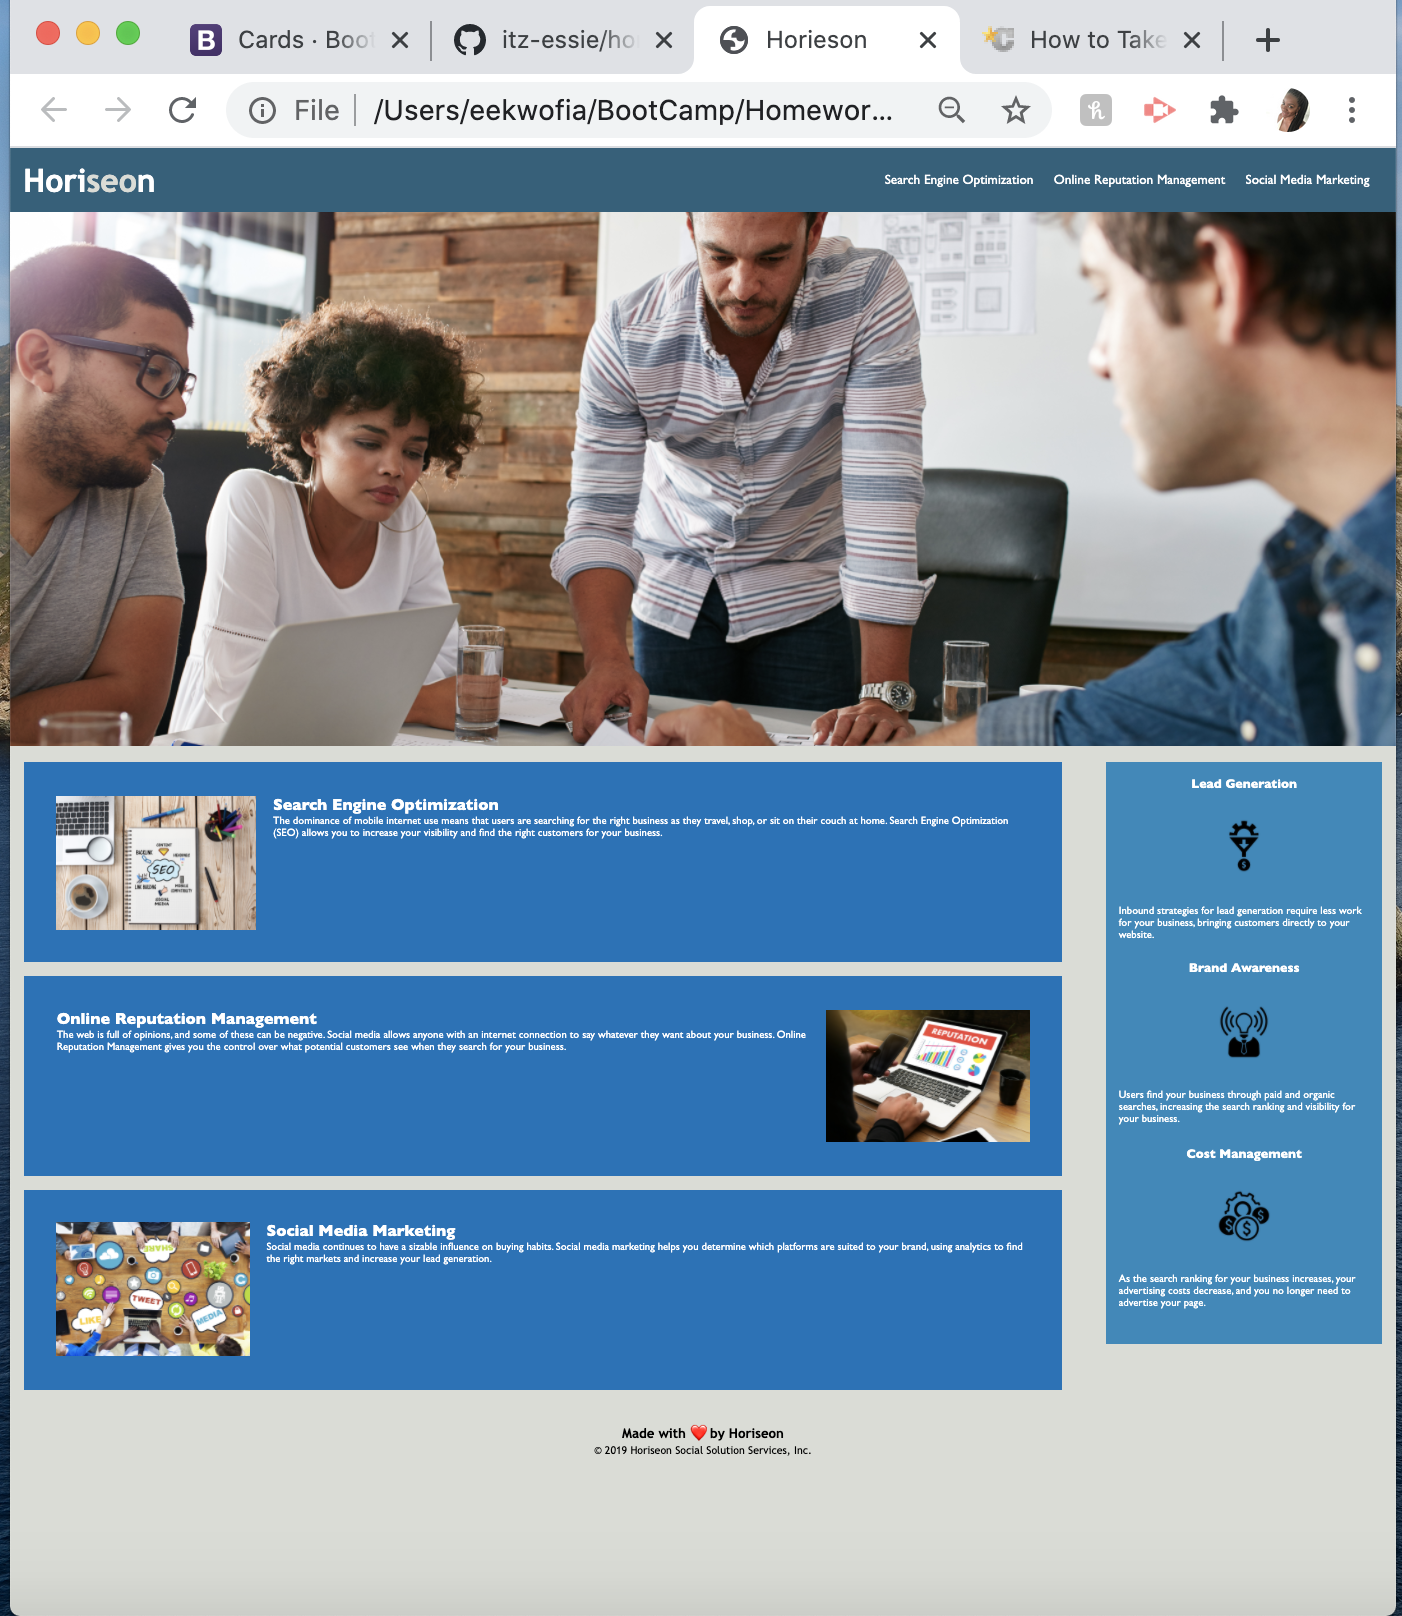 Cards · Boot
itz-essie/ho
Horieson
How to Take
File
/Users/eekwofia/BootCamp/Homewor...
Horiseon
Search Engine Optimization
Online Reputation Management
Social Media Marketing
SEO
Search Engine Optimization
The dominance of mobile internet use means that users are searching for the right business as they travel, shop, or sit on their couch at home. Search Engine Optimization
(SEO) allows you to increase your visibility and find the right customers for your business.
Online Reputation Management
The web is full of opinions, and some of these can be negative. Social media allows anyone with an internet connection to say whatever they want about your business. Online
Reputation Management gives you the control over what potential customers see when they search for your business.
REPUTATION
SHARE
TWEET
LIKE
MEDIA
Social Media Marketing
Social media continues to have a sizable influence on buying habits. Social media marketing helps you determine which platforms are suited to your brand, using analytics to find
the right markets and increase your lead generation.
Lead Generation
Inbound strategies for lead generation require less work
for your business, bringing customers directly to your
website.
Brand Awareness
Users find your business through paid and organic
searches, increasing the search ranking and visibility for
your business.
Cost Management
As the search ranking for your business increases, your
advertising costs decrease, and you no longer need to
advertise your page.
Made with ❤️ by Horiseon
© 2019 Horiseon Social Solution Services, Inc.